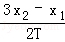 3x₂ − x₁
2T